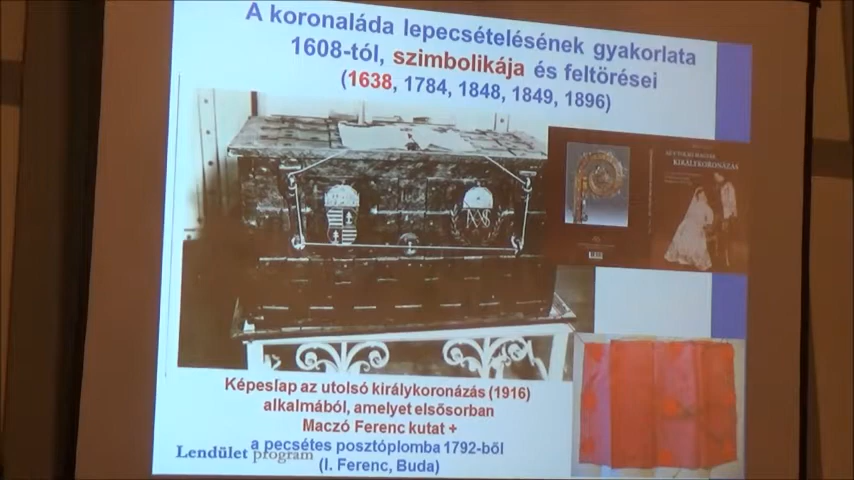 A koronaláda lepecsételésének gyakorlata
1608-tól, szimbolikája és feltörései
(1638, 1784, 1848, 1849, 1896)
KIRÁLYKORONÁZÁS
Képeslap az utolsó királykoronázás (1916)
alkalmából, amelyet elsősorban
Maczó Ferenc kutat +
a pecsétes posztóplomba 1792-ből
(I. Ferenc, Buda)
Lendület program